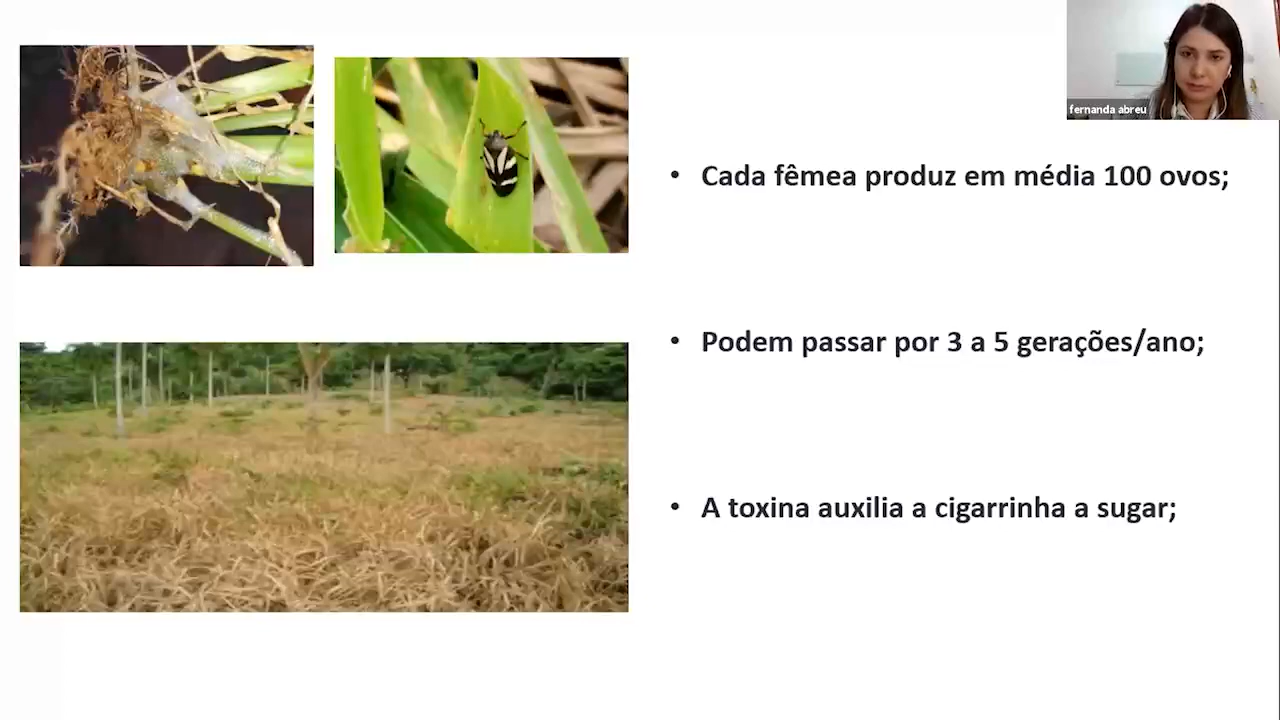 fernanda abreu
• Cada fêmea produz em média 100 ovos;
• Podem passar por 3 a 5 gerações/ano;
• A toxina auxilia a cigarrinha a sugar;